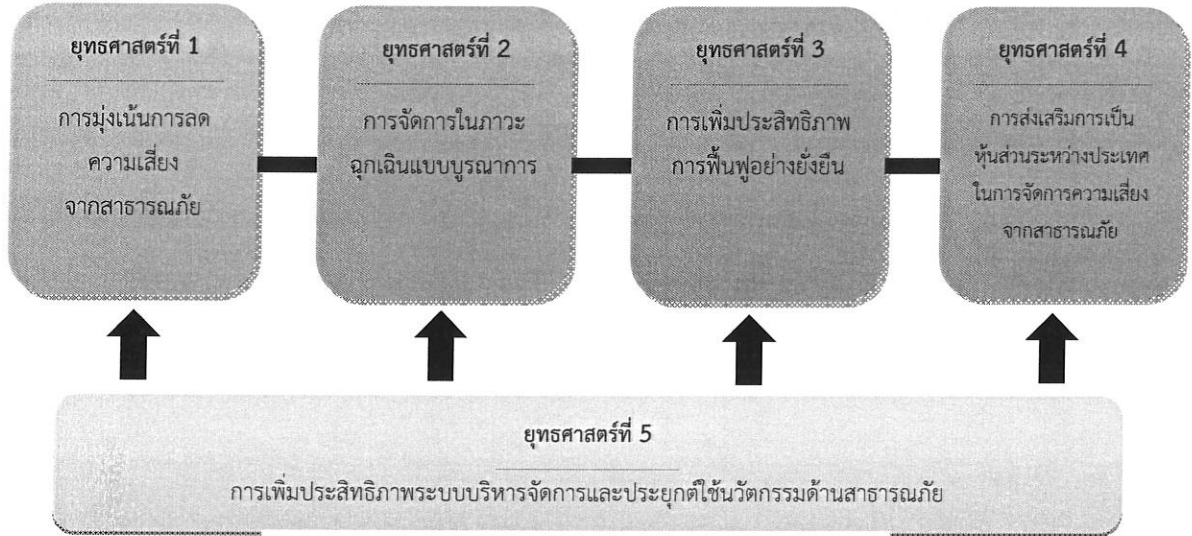 ยุทธศาสตร์ที่ 1
การมุ่งเน้นการลด
ความเสี่ยง
จากสาธารณภัย
ยุทธศาสตร์ที่ 2
การจัดการในภาวะ
ฉุกเฉินแบบบูรณาการ
ยุทธศาสตร์ที่ 3
การเพิ่มประสิทธิภาพ
การฟื้นฟูอย่างยั่งยืน
ยุทธศาสตร์ที่ 4
การส่งเสริมการเป็น
หุ้นส่วนระหว่างประเทศ
ในการจัดการความเสี่ยง
จากสาธารณภัย
ยุทธศาสตร์ที่ 5
การเพิ่มประสิทธิภาพระบบบริหารจัดการและประยุกต์ใช้นวัตกรรมด้านสาธารณภัย